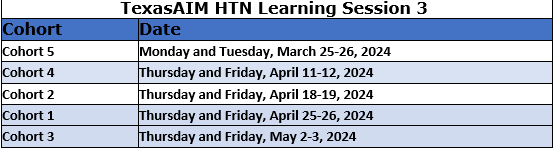 TexasAIM HTN Learning Session 3
Cohort Date
Cohort 5 Monday and Tuesday, March 25-26, 2024
Cohort 4 Thursday and Friday, April 11-12, 2024
Cohort 2 Thursday and Friday, April 18-19, 2024
Cohort 1 Thursday and Friday, April 25-26, 2024
Cohort 3 Thursday and Friday, May 2-3, 2024